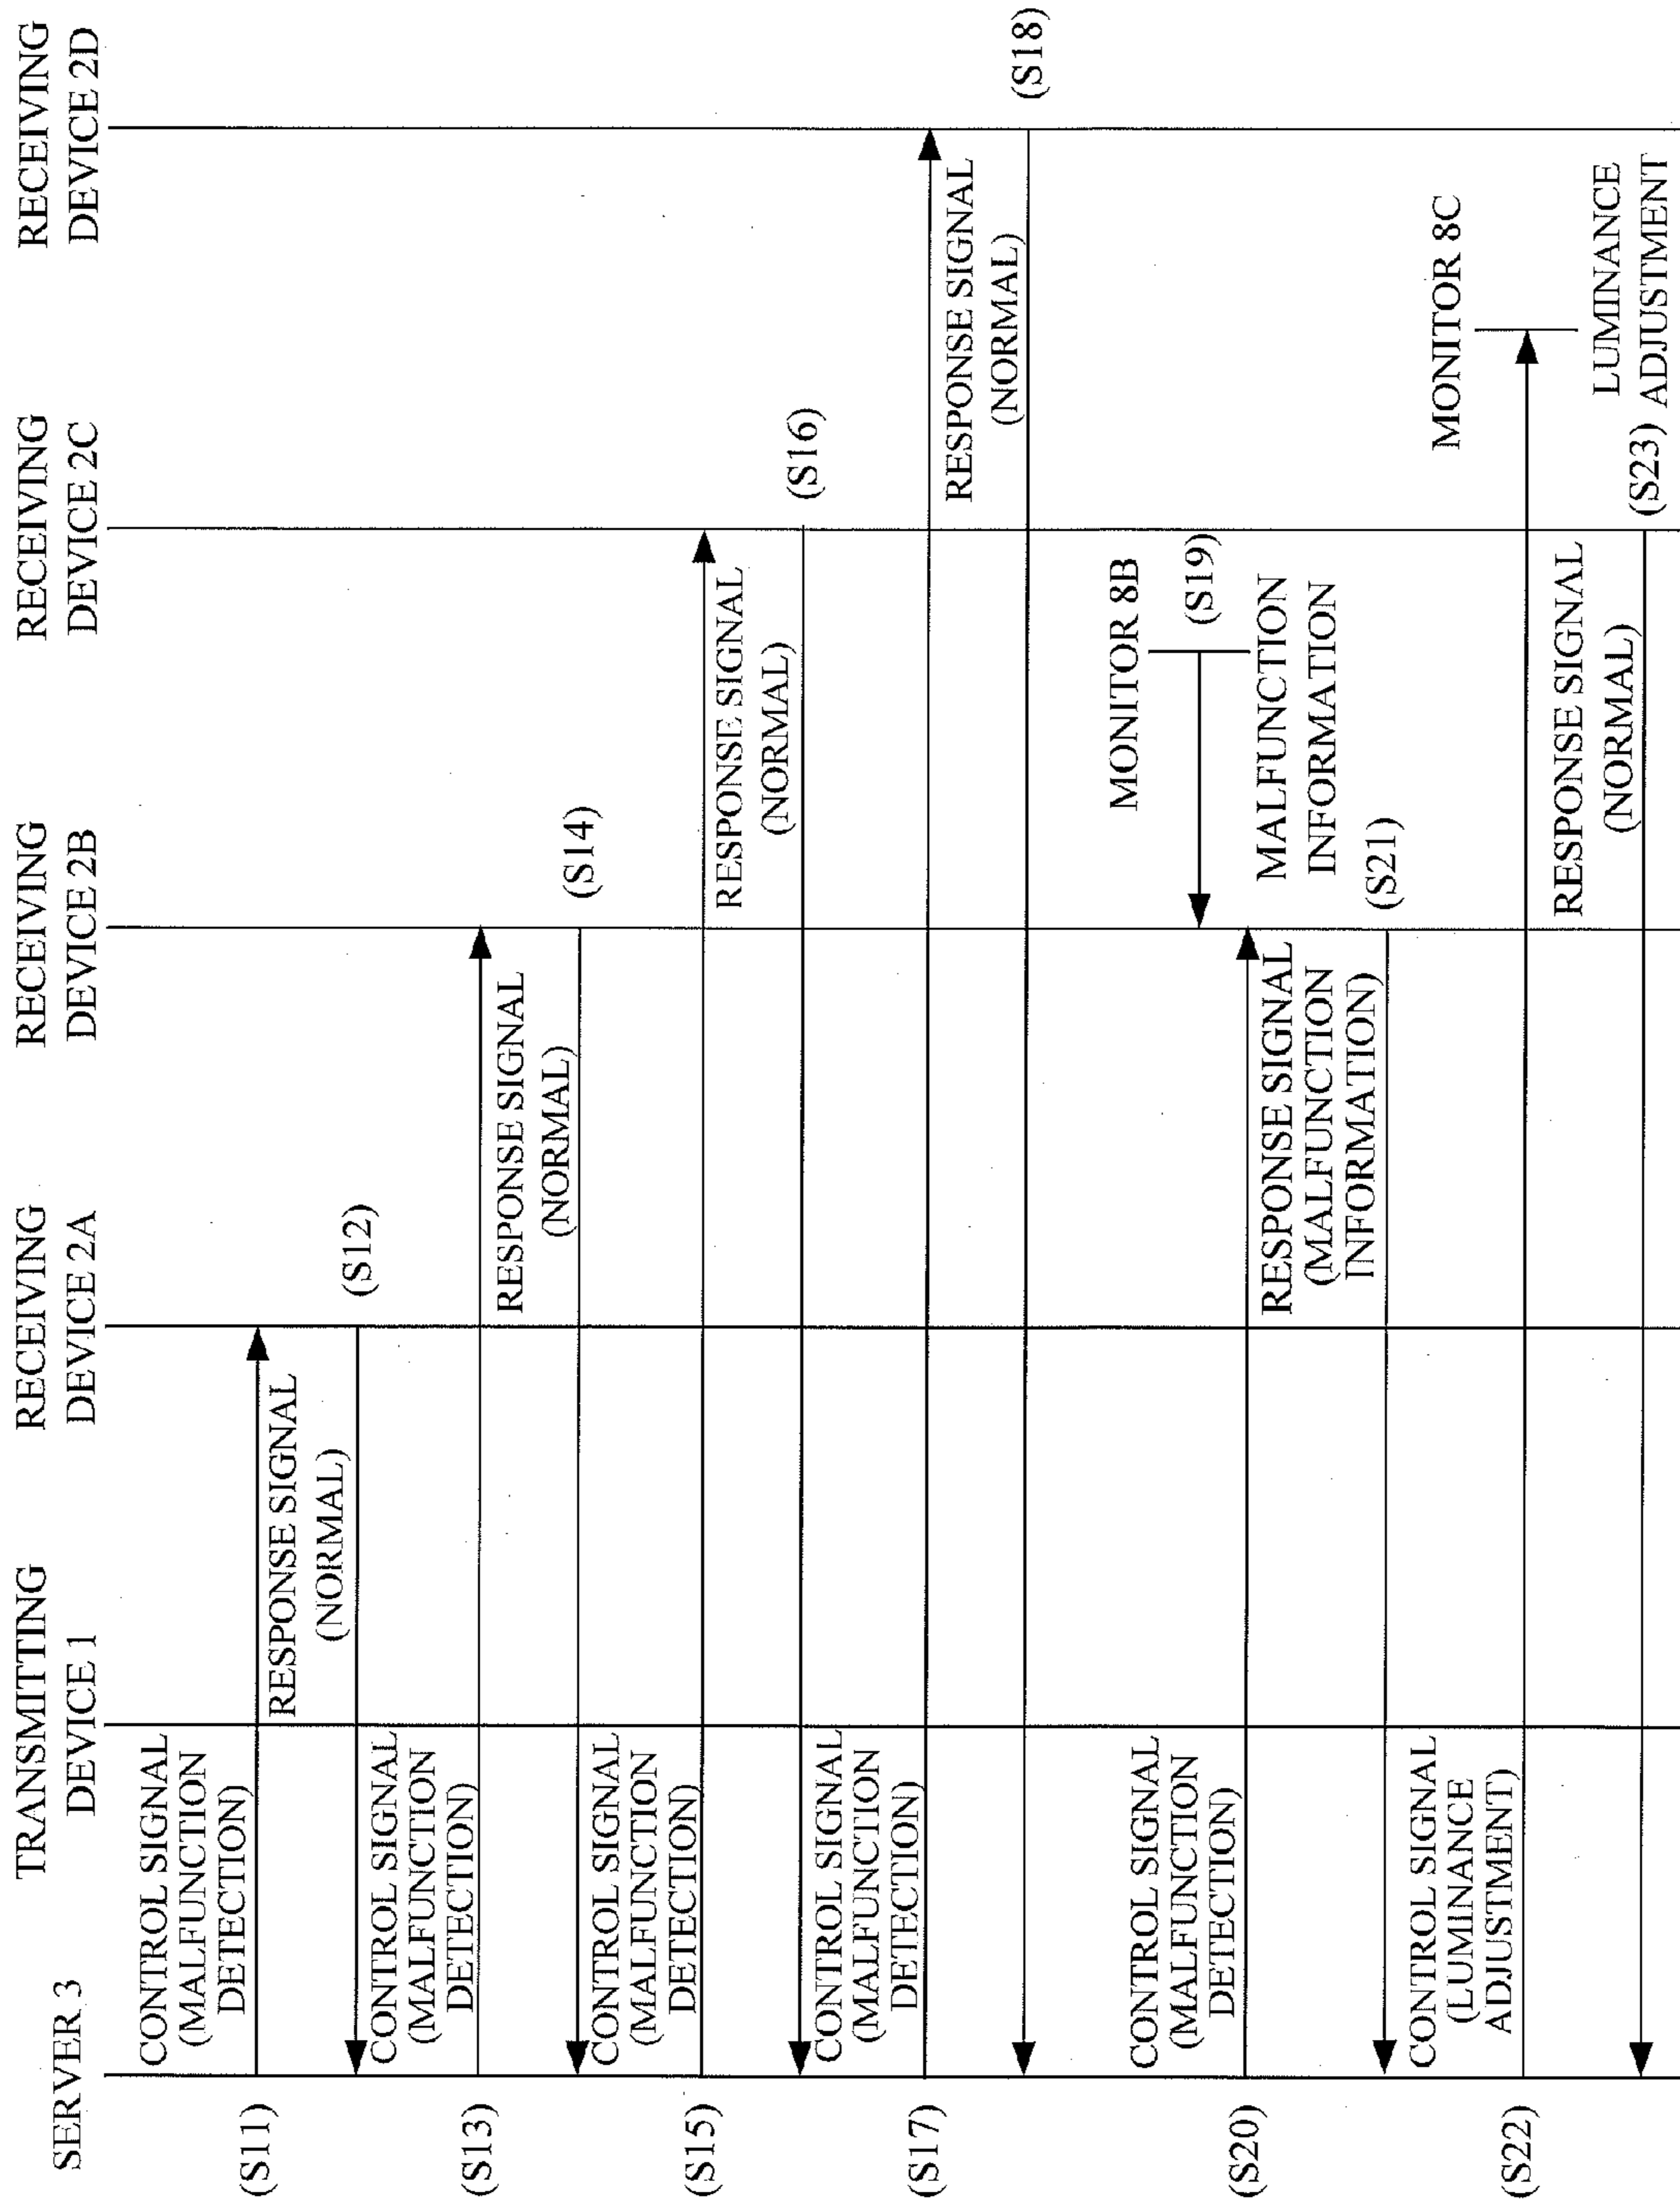 SERVER 3
TRANSMITTING
DEVICE 1
RECEIVING
DEVICE 2A
RECEIVING
DEVICE 2B
RECEIVING
DEVICE 2C
RECEIVING
DEVICE 2D
(S11)
CONTROL SIGNAL
(MALFUNCTION
DETECTION)
RESPONSE SIGNAL
(NORMAL)
(S12)
(S13)
CONTROL SIGNAL
(MALFUNCTION
DETECTION)
RESPONSE SIGNAL
(NORMAL)
(S14)
(S15)
CONTROL SIGNAL
(MALFUNCTION
DETECTION)
RESPONSE SIGNAL
(NORMAL)
(S16)
(S17)
CONTROL SIGNAL
(MALFUNCTION
DETECTION)
RESPONSE SIGNAL
(NORMAL)
(S18)
MONITOR 8B
(S19)
MALFUNCTION
INFORMATION
(S20)
CONTROL SIGNAL
(MALFUNCTION
DETECTION)
RESPONSE SIGNAL
(MALFUNCTION
INFORMATION)
(S21)
(S22)
CONTROL SIGNAL
(LUMINANCE
ADJUSTMENT)
MONITOR 8C
LUMINANCE
ADJUSTMENT
RESPONSE SIGNAL
(NORMAL)
(S23)